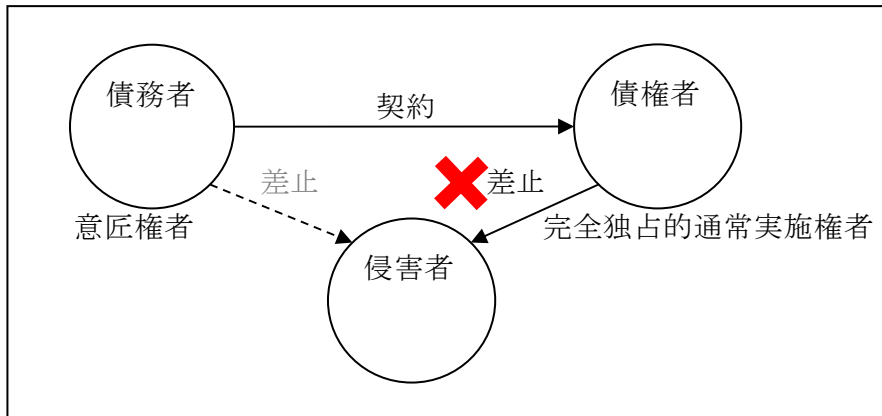 債務者
債権者
契約
差止
差止
意匠権者
完全独占的通常実施権者
侵害者